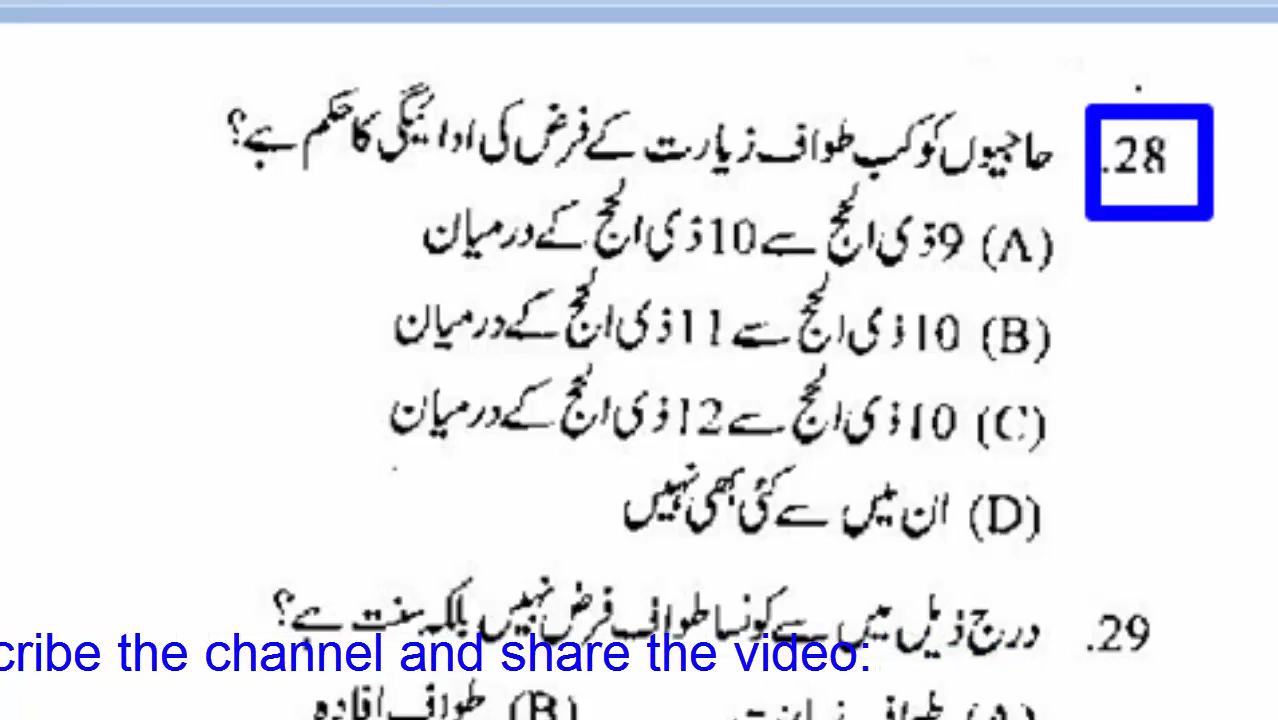 28. حاجیوں کو کب طواف زیارت کے فرض کی ادائیگی کا حکم ہے؟
(A) 9 ذی الحج سے 10 ذی الحج کے درمیان
(B) 10 ذی الحج سے 11 ذی الحج کے درمیان
(C) 10 ذی الحج سے 12 ذی الحج کے درمیان
(D) ان میں سے کئی بھی نہیں
29. درج ذیل میں سے کونسا طواف فرض نہیں بلکہ سنت ہے؟
cribe the channel and share the video:
(A) طواف زیارت (B) طواف افادہ